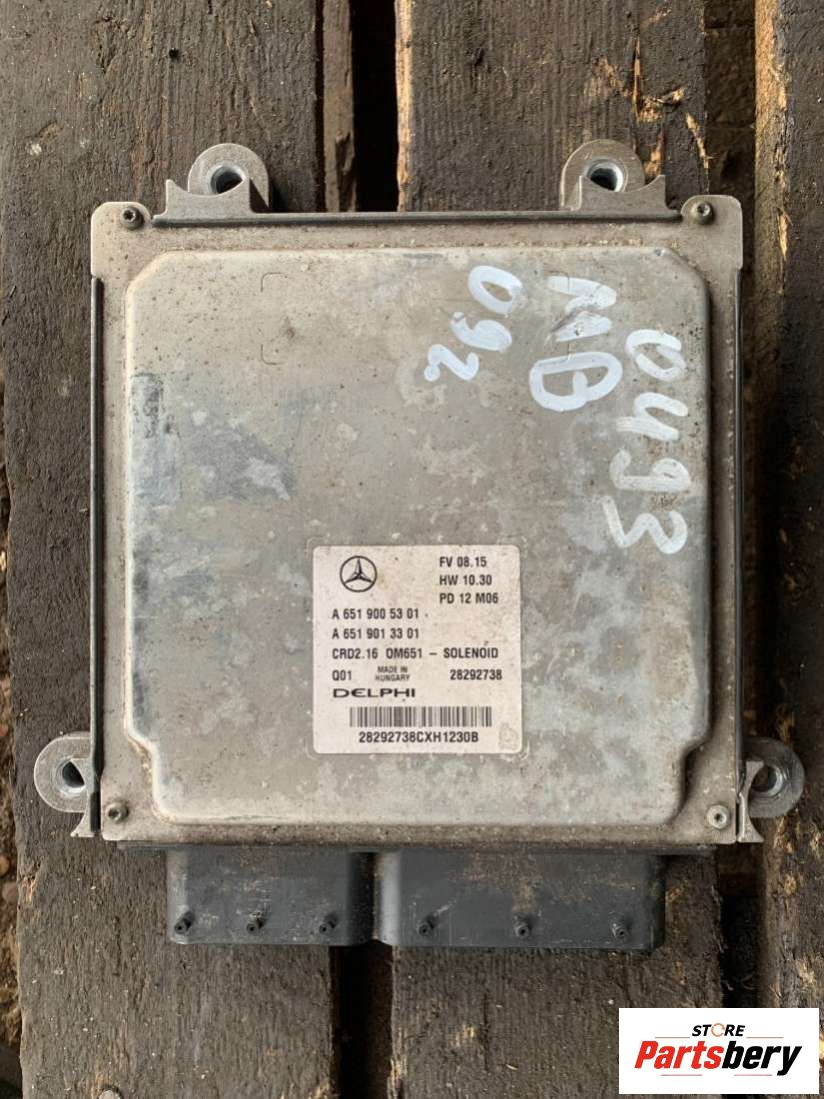 260
MB
0493
FV 08.15
HW 10.30
PD 12 M06
A 651 900 53 01
A 651 901 33 01
CRD2.16 OM651 - SOLENOID
Q01 MADE IN HUNGARY 28292738
DELPHI
28292738CXH1230B
STORE
Partsbery